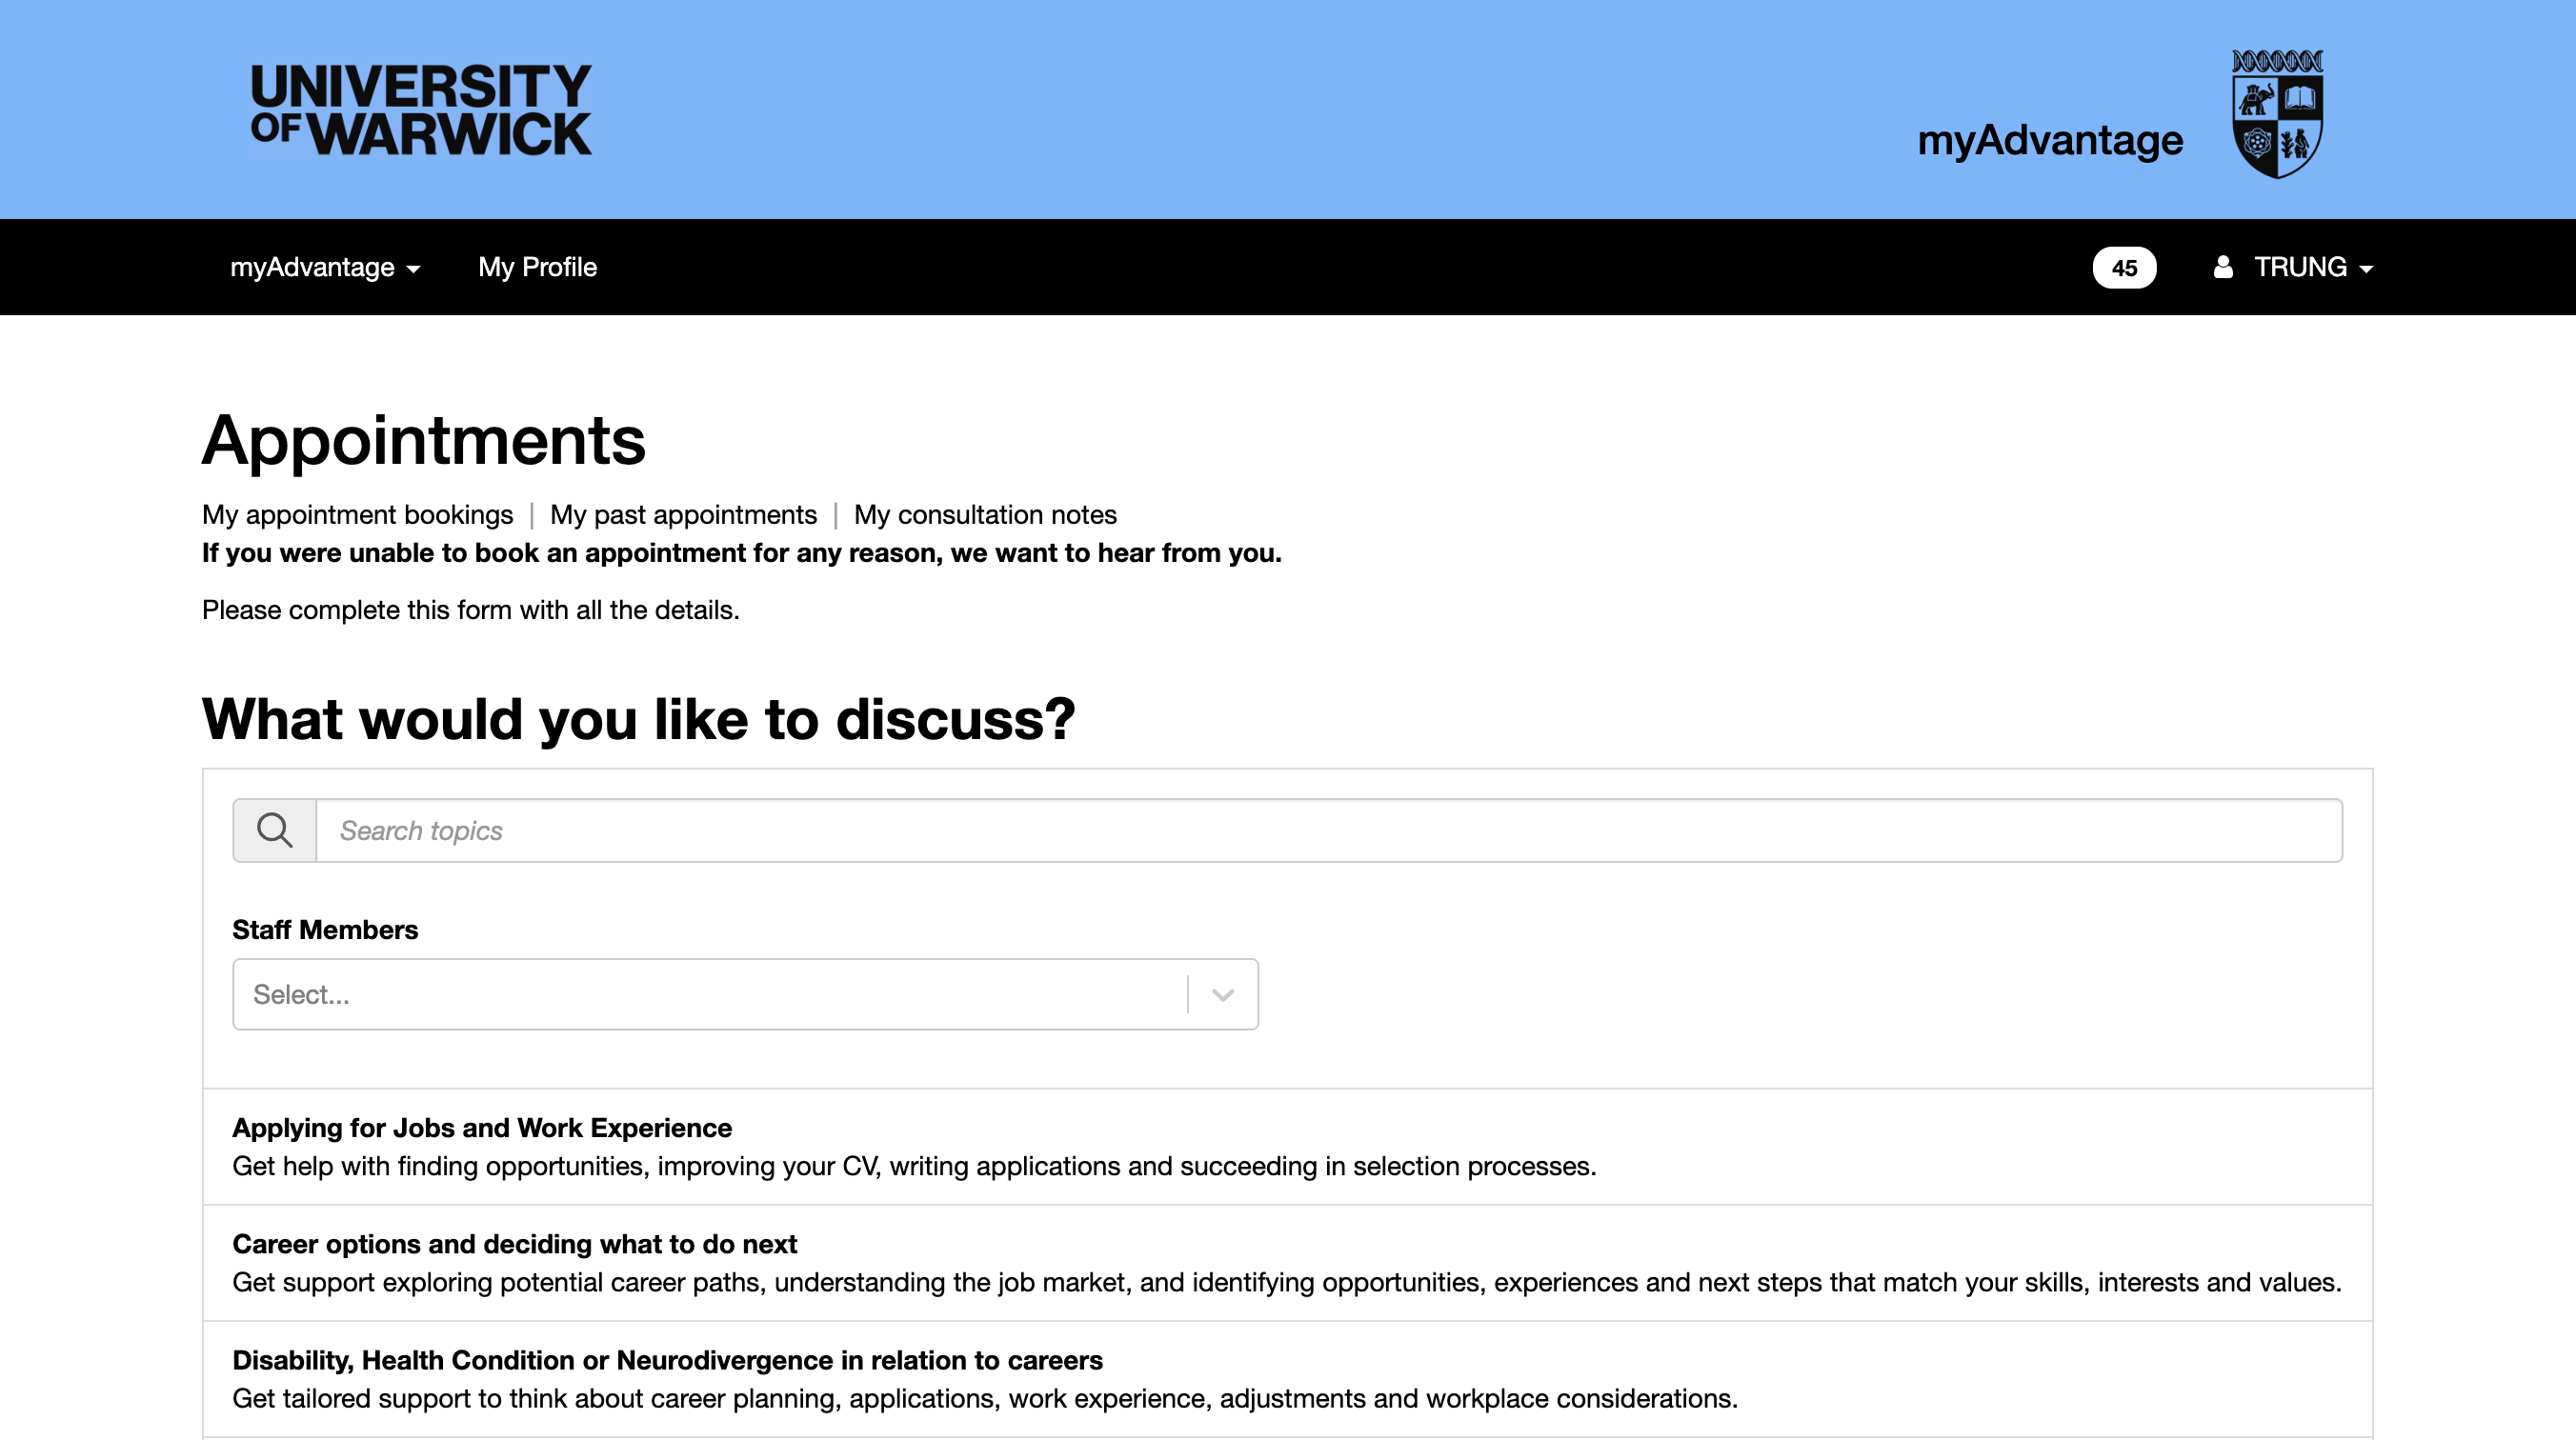 UNIVERSITY
OF WARWICK
myAdvantage
myAdvantage
My Profile
45
TRUNG
Appointments
My appointment bookings | My past appointments | My consultation notes
If you were unable to book an appointment for any reason, we want to hear from you.
Please complete this form with all the details.
What would you like to discuss?
Search topics
Staff Members
Select...
Applying for Jobs and Work Experience
Get help with finding opportunities, improving your CV, writing applications and succeeding in selection processes.
Career options and deciding what to do next
Get support exploring potential career paths, understanding the job market, and identifying opportunities, experiences and next steps that match your skills, interests and values.
Disability, Health Condition or Neurodivergence in relation to careers
Get tailored support to think about career planning, applications, work experience, adjustments and workplace considerations.